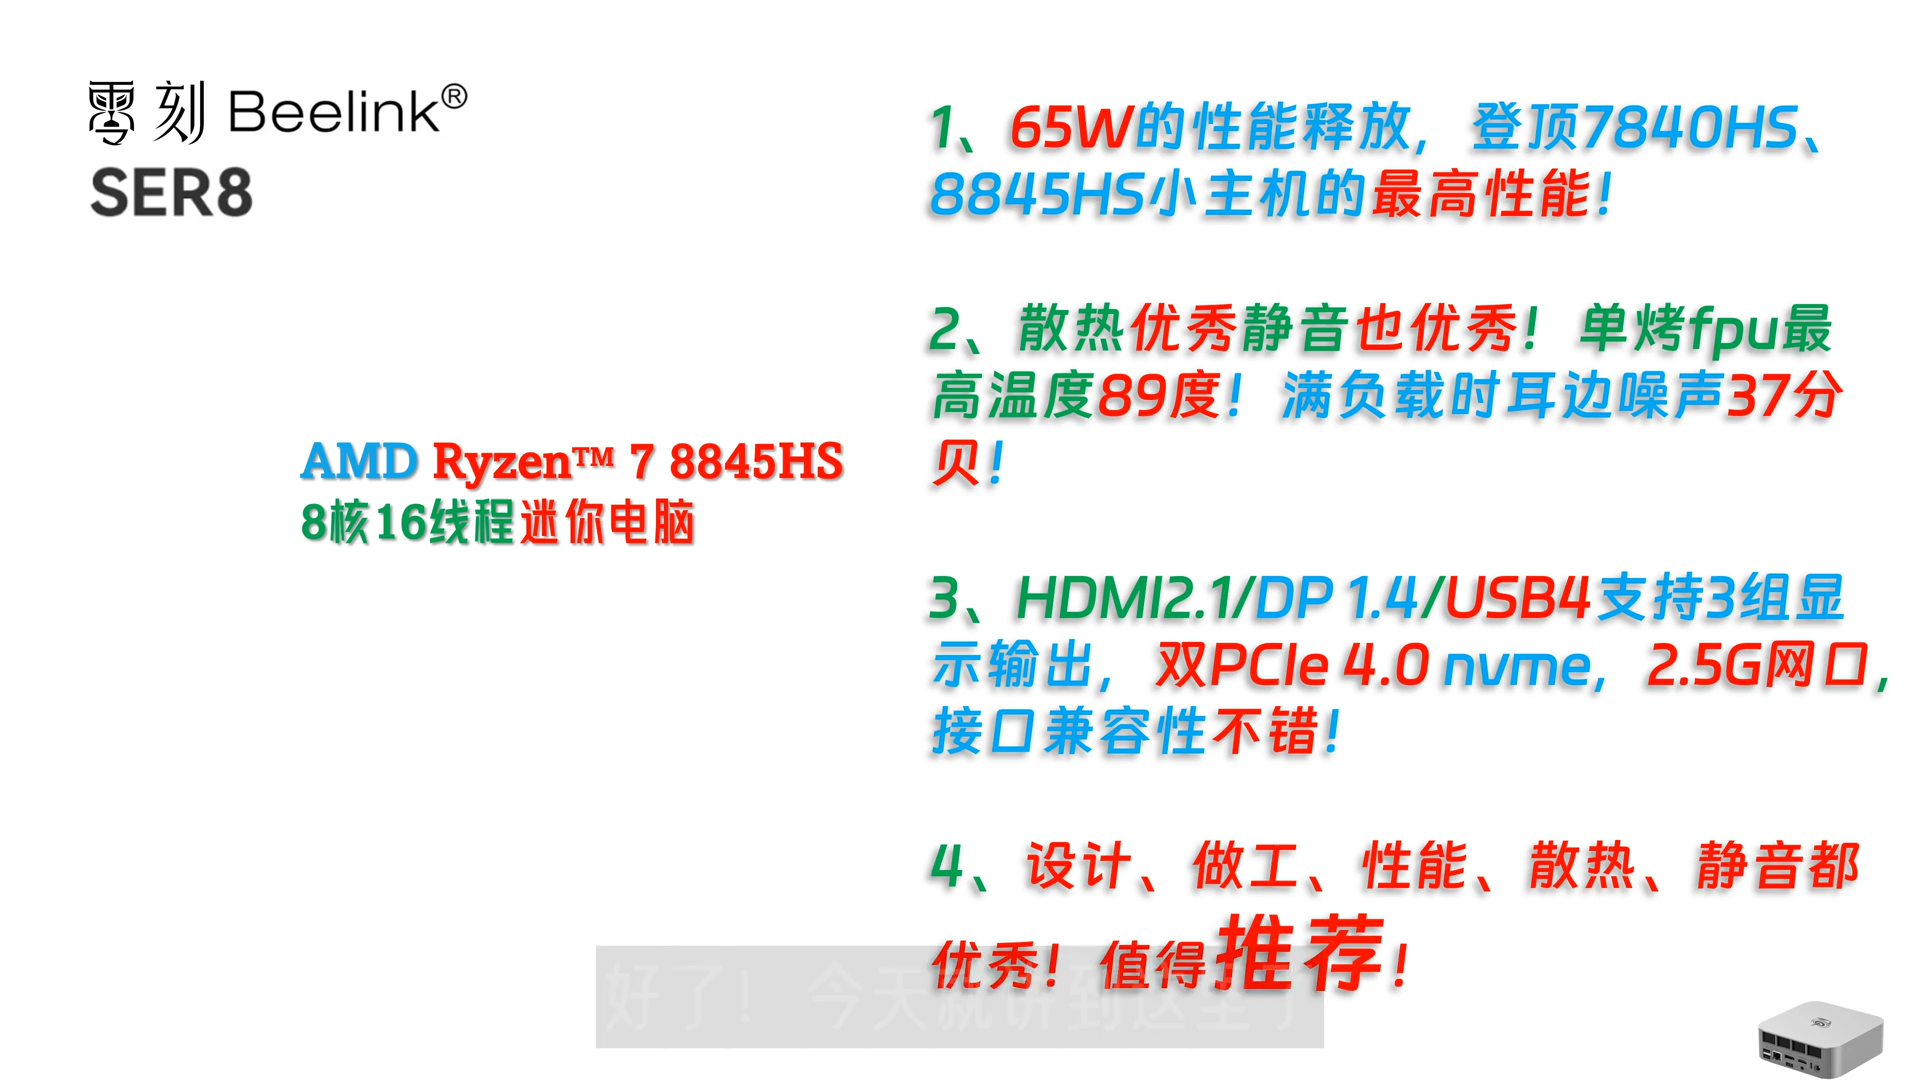 零刻 Beelink®
SER8
AMD Ryzen™ 7 8845HS
8核16线程迷你电脑
1、65W的性能释放，登顶7840HS、
8845HS小主机的最高性能！
2、散热优秀静音也优秀！单烤fpu最
高温度89度！满负载时耳边噪声37分
贝！
3、HDMI2.1/DP 1.4/USB4支持3组显
示输出，双PCIe 4.0 nvme，2.5G网口，
接口兼容性不错！
4、设计、做工、性能、散热、静音都
优秀！值得推荐！
好了！今天就讲到这里了